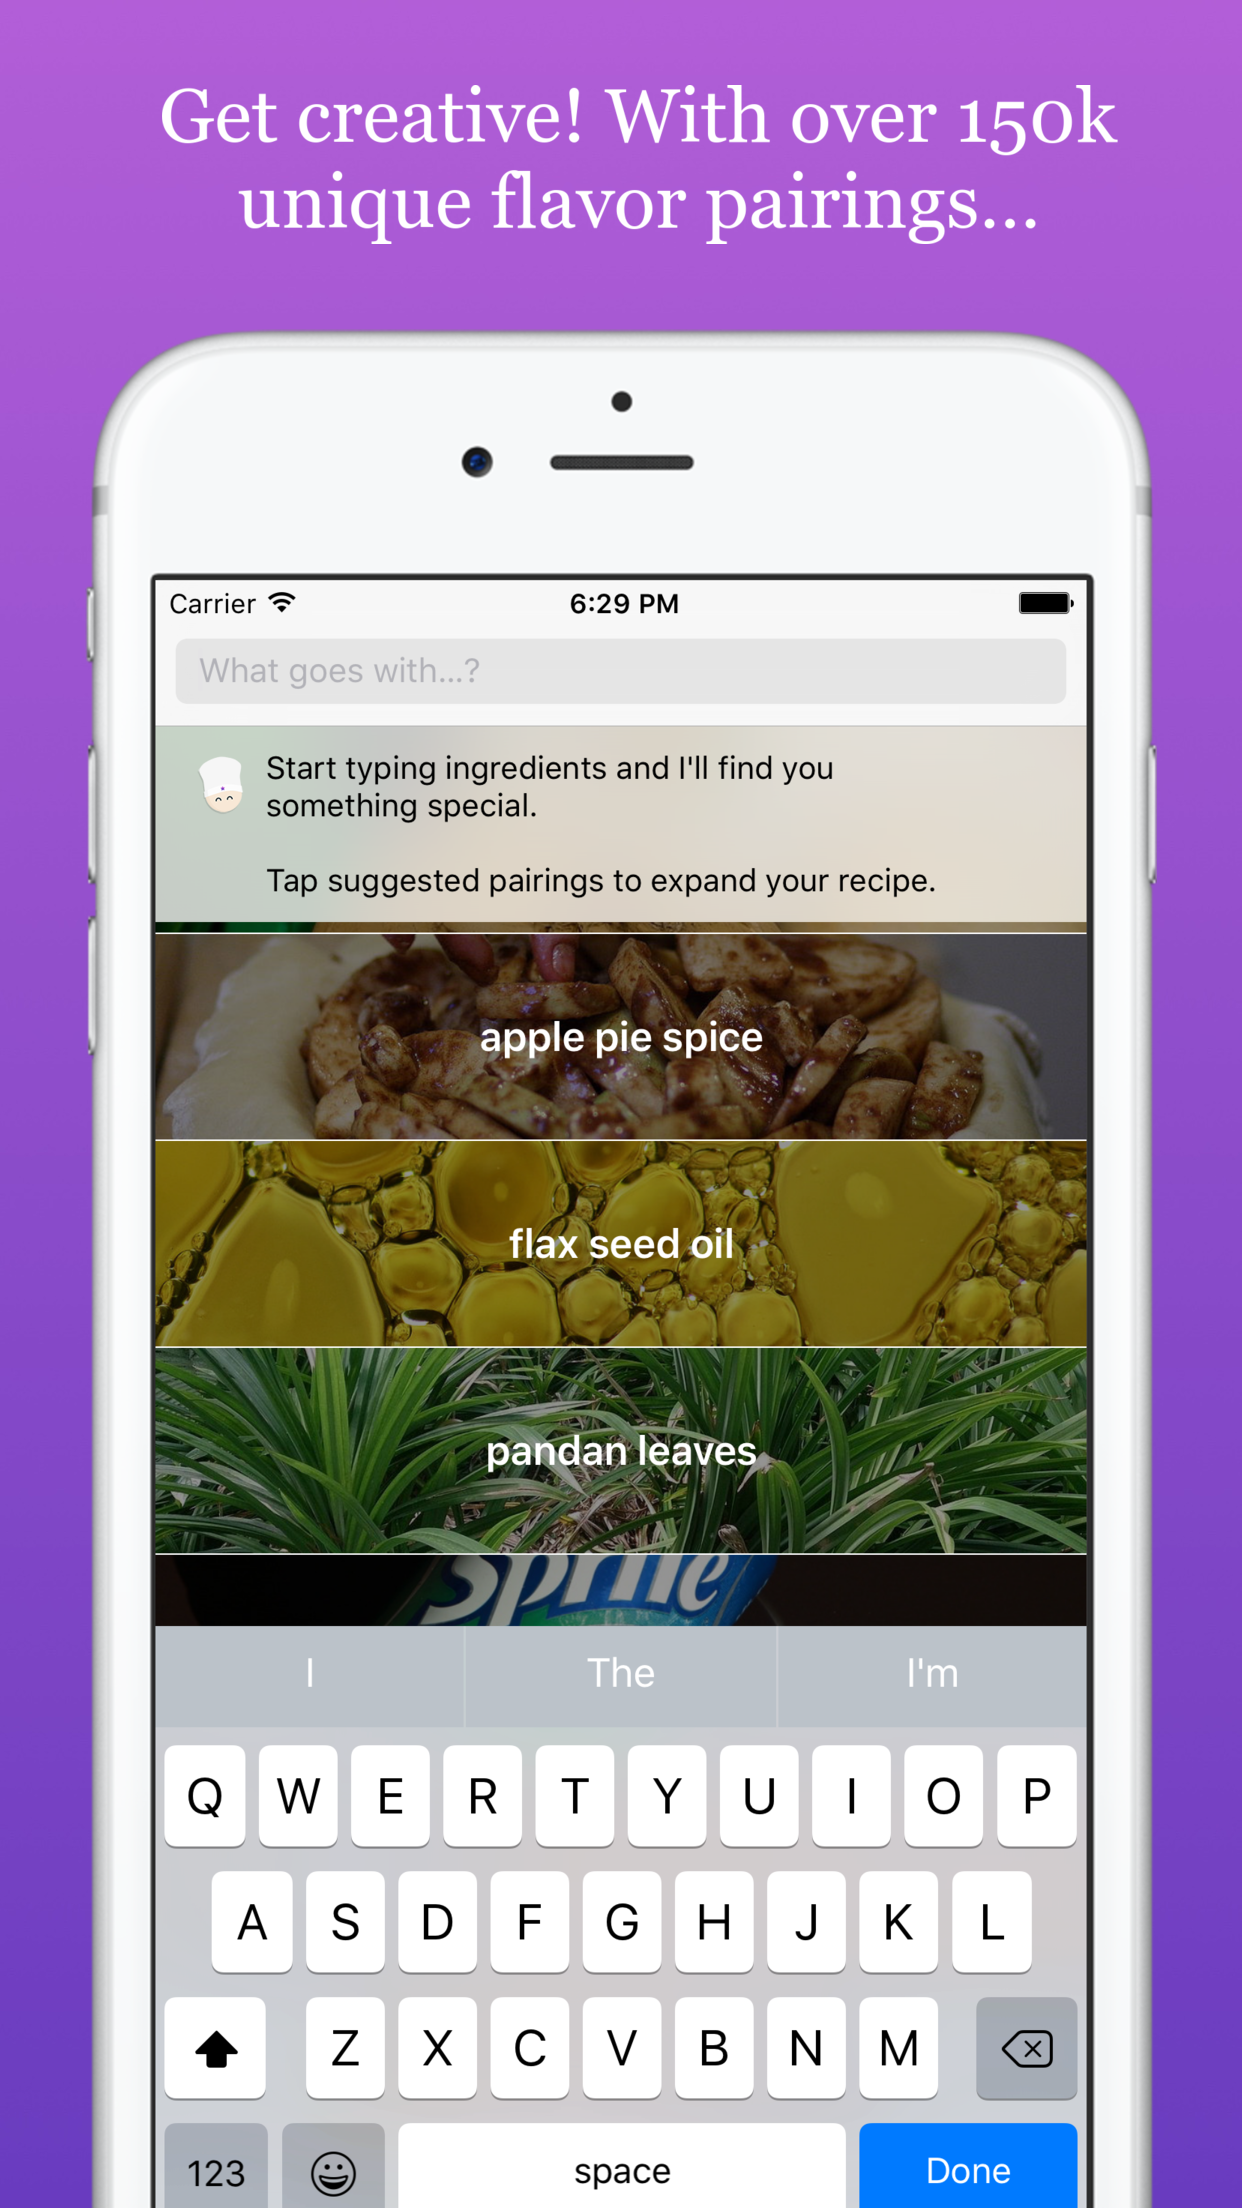 Get creative! With over 150k
unique flavor pairings...
Carrier 6:29 PM
What goes with...?
Start typing ingredients and I'll find you
something special.
Tap suggested pairings to expand your recipe.
apple pie spice
flax seed oil
pandan leaves
Sprite
I The I'm
Q W E R T Y U I O P
A S D F G H J K L
Z X C V B N M
123 space Done